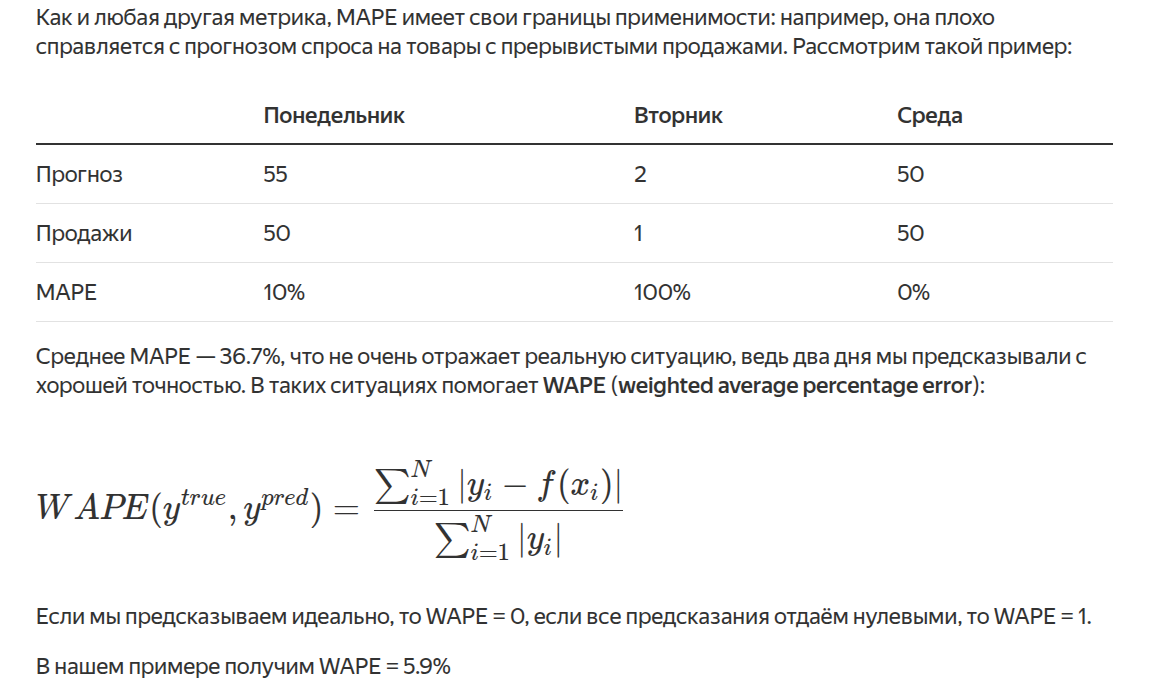 Как и любая другая метрика, MAPE имеет свои границы применимости: например, она плохо
справляется с прогнозом спроса на товары с прерывистыми продажами. Рассмотрим такой пример:
Понедельник Вторник Среда
Прогноз 55 2 50
Продажи 50 1 50
MAPE 10% 100% 0%
Среднее MAPE — 36.7%, что не очень отражает реальную ситуацию, ведь два дня мы предсказывали с
хорошей точностью. В таких ситуациях помогает WAPE (weighted average percentage error):
WAPE(y^{true}, y^{pred}) = \frac{\sum_{i=1}^{N} |y_i - f(x_i)|}{\sum_{i=1}^{N} |y_i|}
Если мы предсказываем идеально, то WAPE = 0, если все предсказания отдаём нулевыми, то WAPE = 1.
В нашем примере получим WAPE = 5.9%